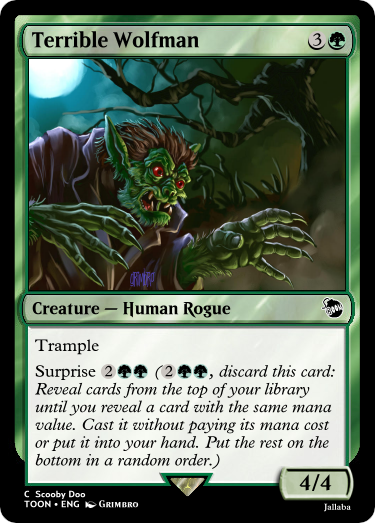 Terrible Wolfman 3
GRIMBRO
Creature — Human Rogue
Trample
Surprise 2 (2, discard this card:
Reveal cards from the top of your library
until you reveal a card with the same mana
value. Cast it without paying its mana cost
or put it into your hand. Put the rest on the
bottom in a random order.)
4/4
C Scooby Doo
TOON • ENG Grimbro
Jallaba